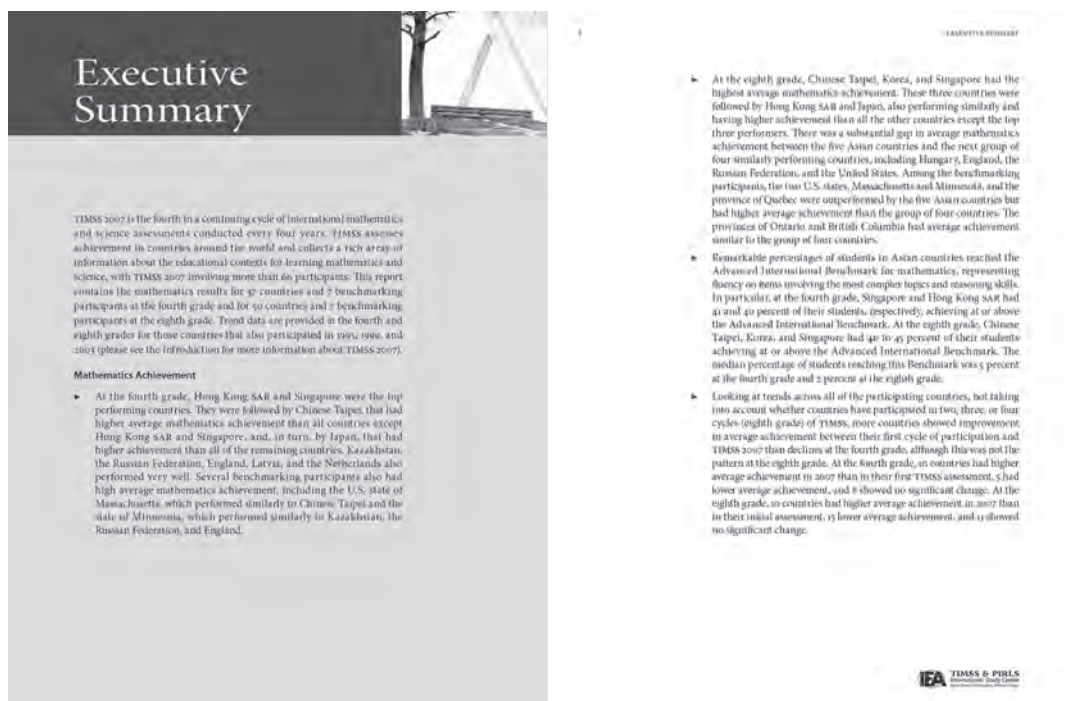 Executive
Summary
TIMSS 2007 is the fourth in a continuing cycle of international mathematics
and science assessments conducted every four years. TIMSS assesses
achievement in countries around the world and collects a rich array of
information about the educational contexts for learning mathematics and
science, with TIMSS 2007 involving more than 60 participants. This report
contains the mathematics results for 37 countries and 7 benchmarking
participants at the fourth grade and for 50 countries and 7 benchmarking
participants at the eighth grade. Trend data are provided at the fourth and
eighth grades for those countries that also participated in 1995, 1999, and
2003 (please see the Introduction for more information about TIMSS 2007).
Mathematics Achievement
► At the fourth grade, Hong Kong SAR and Singapore were the top
performing countries. They were followed by Chinese Taipei, that had
higher average mathematics achievement than all countries except
Hong Kong SAR and Singapore, and, in turn, by Japan, that had
higher achievement than all of the remaining countries. Kazakhstan,
the Russian Federation, England, Latvia, and the Netherlands also
performed very well. Several benchmarking participants also had
high average mathematics achievement, including the U.S. state of
Massachusetts, which performed similarly to Chinese Taipei and the
state of Minnesota, which performed similarly to Kazakhstan, the
Russian Federation, and England.
EXECUTIVE SUMMARY
► At the eighth grade, Chinese Taipei, Korea, and Singapore had the
highest average mathematics achievement. These three countries were
followed by Hong Kong SAR and Japan, also performing similarly and
having higher achievement than all the other countries except the top
three performers. There was a substantial gap in average mathematics
achievement between the five Asian countries and the next group of
four similarly performing countries, including Hungary, England, the
Russian Federation, and the United States. Among the benchmarking
participants, the two U.S. states, Massachusetts and Minnesota, and the
province of Quebec were outperformed by the five Asian countries but
had higher average achievement than the group of four countries. The
provinces of Ontario and British Columbia had average achievement
similar to the group of four countries.
► Remarkable percentages of students in Asian countries reached the
Advanced International Benchmark for mathematics, representing
fluency on items involving the most complex topics and reasoning skills.
In particular, at the fourth grade, Singapore and Hong Kong SAR had
41 and 40 percent of their students, respectively, achieving at or above
the Advanced International Benchmark. At the eighth grade, Chinese
Taipei, Korea, and Singapore had 40 to 45 percent of their students
achieving at or above the Advanced International Benchmark. The
median percentage of students reaching this Benchmark was 5 percent
at the fourth grade and 2 percent at the eighth grade.
► Looking at trends across all of the participating countries, not taking
into account whether countries have participated in two, three, or four
cycles (eighth grade) of TIMSS, more countries showed improvement
in average achievement between their first cycle of participation and
TIMSS 2007 than declines at the fourth grade, although this was not the
pattern at the eighth grade. At the fourth grade, 10 countries had higher
average achievement in 2007 than in their first TIMSS assessment, 5 had
lower average achievement, and 8 showed no significant change. At the
eighth grade, 10 countries had higher average achievement in 2007 than
in their initial assessment, 15 lower average achievement, and 11 showed
no significant change.
IEA TIMSS & PIRLS
International Study Center